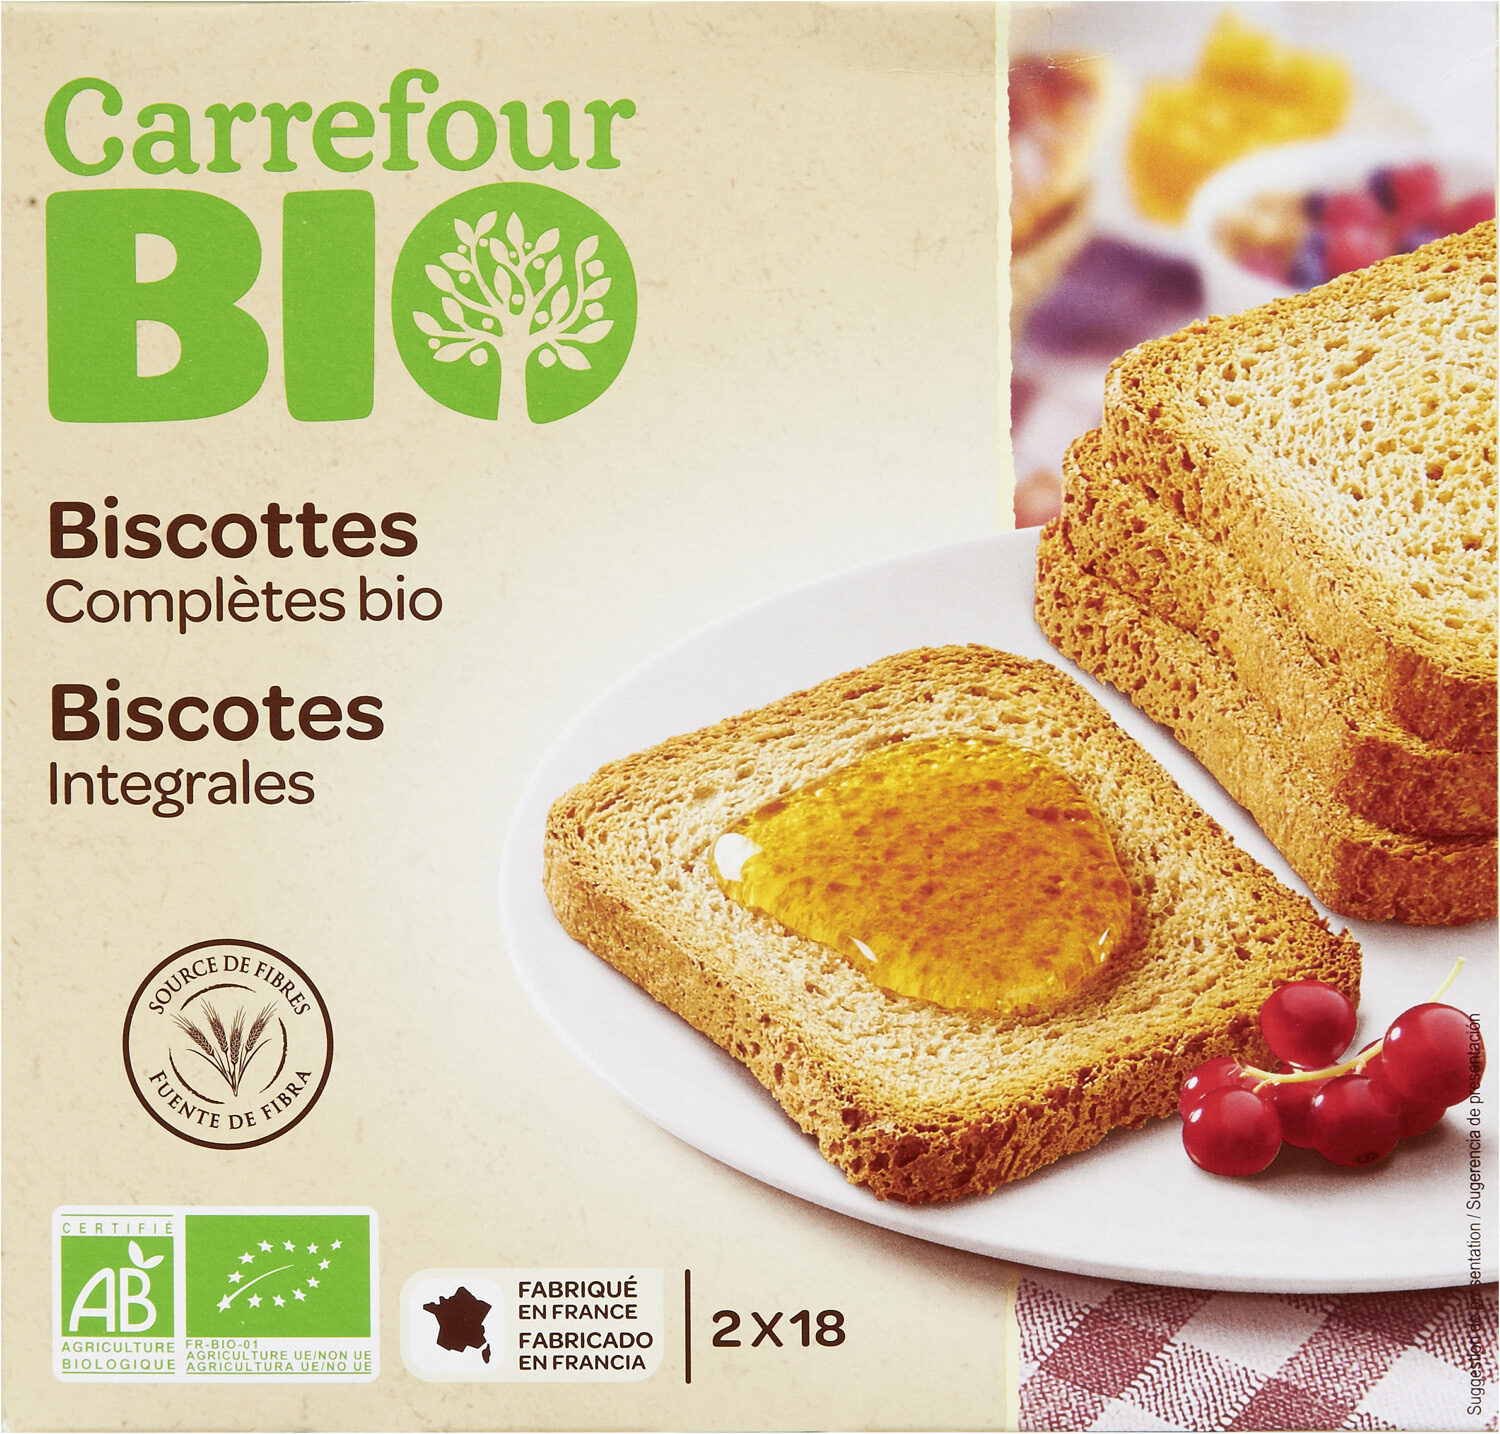 Carrefour
BIO
Biscottes
Complètes bio
Biscotes
Integrales
SOURCE DE FIBRES
FUENTE DE FIBRA
CERTIFIÉ
AB
AGRICULTURE
BIOLOGIQUE
FR-BIO-01
AGRICULTURE UE/NON UE
AGRICULTURA UE/NO UE
FABRIQUÉ
EN FRANCE
FABRICADO
EN FRANCIA
2X18
Suggestion de présentation / Sugerencia de presentación